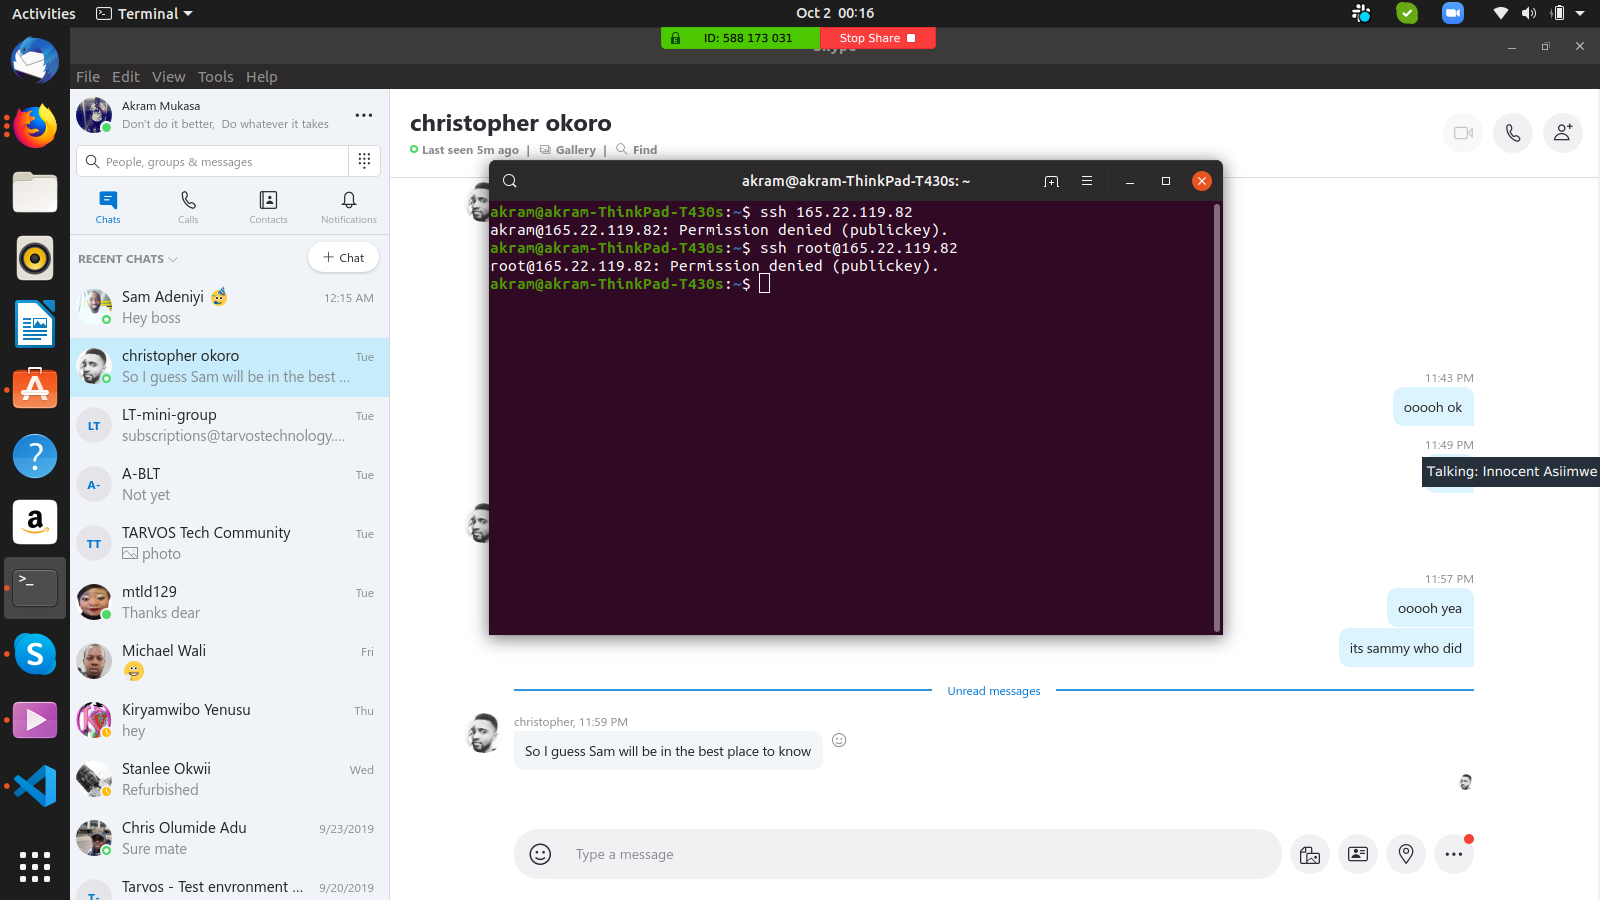 Activities
Terminal
Oct 2 00:16
ID: 588 173 031
Stop Share
File Edit View Tools Help
Akram Mukasa
Don't do it better, Do whatever it takes
People, groups & messages
Chats
Calls
Contacts
Notifications
RECENT CHATS
+ Chat
Sam Adeniyi
12:15 AM
Hey boss
christopher okoro
Tue
So I guess Sam will be in the best ...
LT
LT-mini-group
Tue
subscriptions@tarvostechnology....
A-
A-BLT
Tue
Not yet
TT
TARVOS Tech Community
Tue
photo
mtld129
Tue
Thanks dear
Michael Wali
Fri
Kiryamwibo Yenusu
Thu
hey
Stanlee Okwii
Wed
Refurbished
Chris Olumide Adu
9/23/2019
Sure mate
T-
Tarvos - Test envronment ...
9/20/2019
christopher okoro
Last seen 5m ago | Gallery | Find
akram@akram-ThinkPad-T430s: ~
akram@akram-ThinkPad-T430s:~$ ssh 165.22.119.82
akram@165.22.119.82: Permission denied (publickey).
akram@akram-ThinkPad-T430s:~$ ssh root@165.22.119.82
root@165.22.119.82: Permission denied (publickey).
akram@akram-ThinkPad-T430s:~$
11:43 PM
ooooh ok
11:49 PM
Talking: Innocent Asiimwe
11:57 PM
ooooh yea
its sammy who did
Unread messages
christopher, 11:59 PM
So I guess Sam will be in the best place to know
Type a message